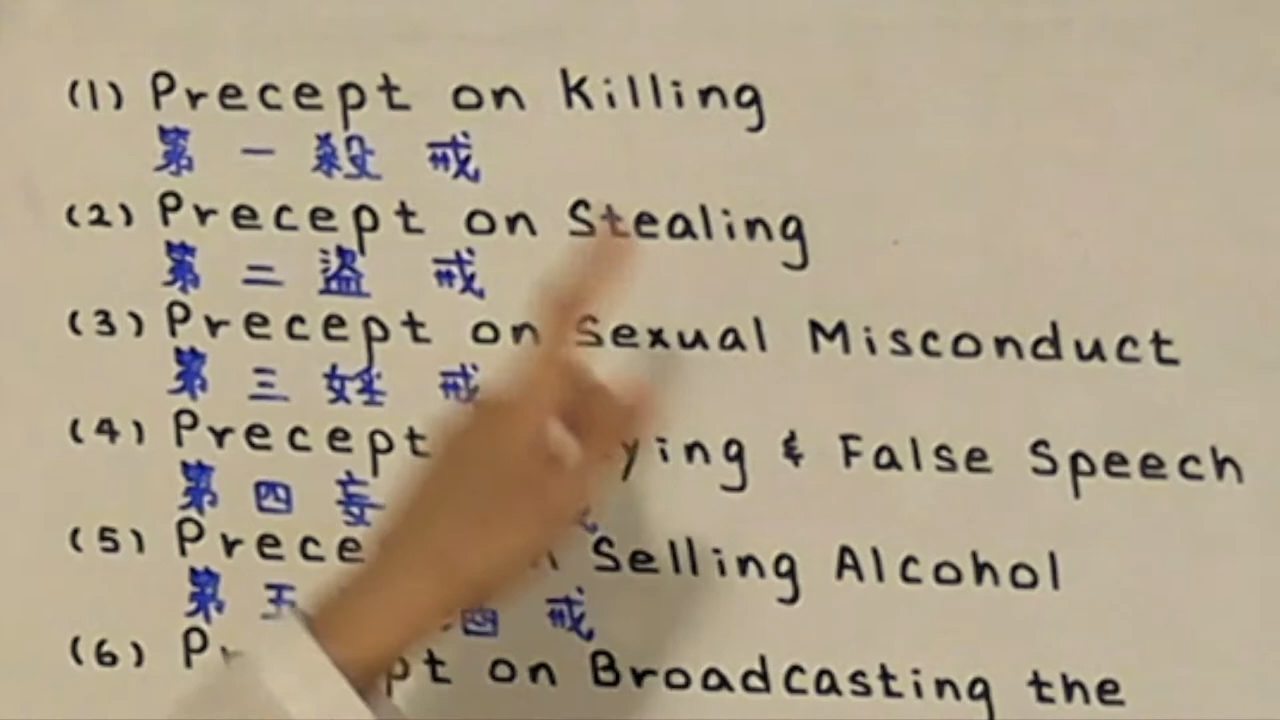 (1) Precept on Killing
第 一 殺 戒
(2) Precept on Stealing
第 二 盜 戒
(3) Precept on Sexual Misconduct
第 三 婬 戒
(4) Precept & False Speech
第 四 妄
(5) Selling Alcohol
第 五 戒
(6) on Broadcasting the